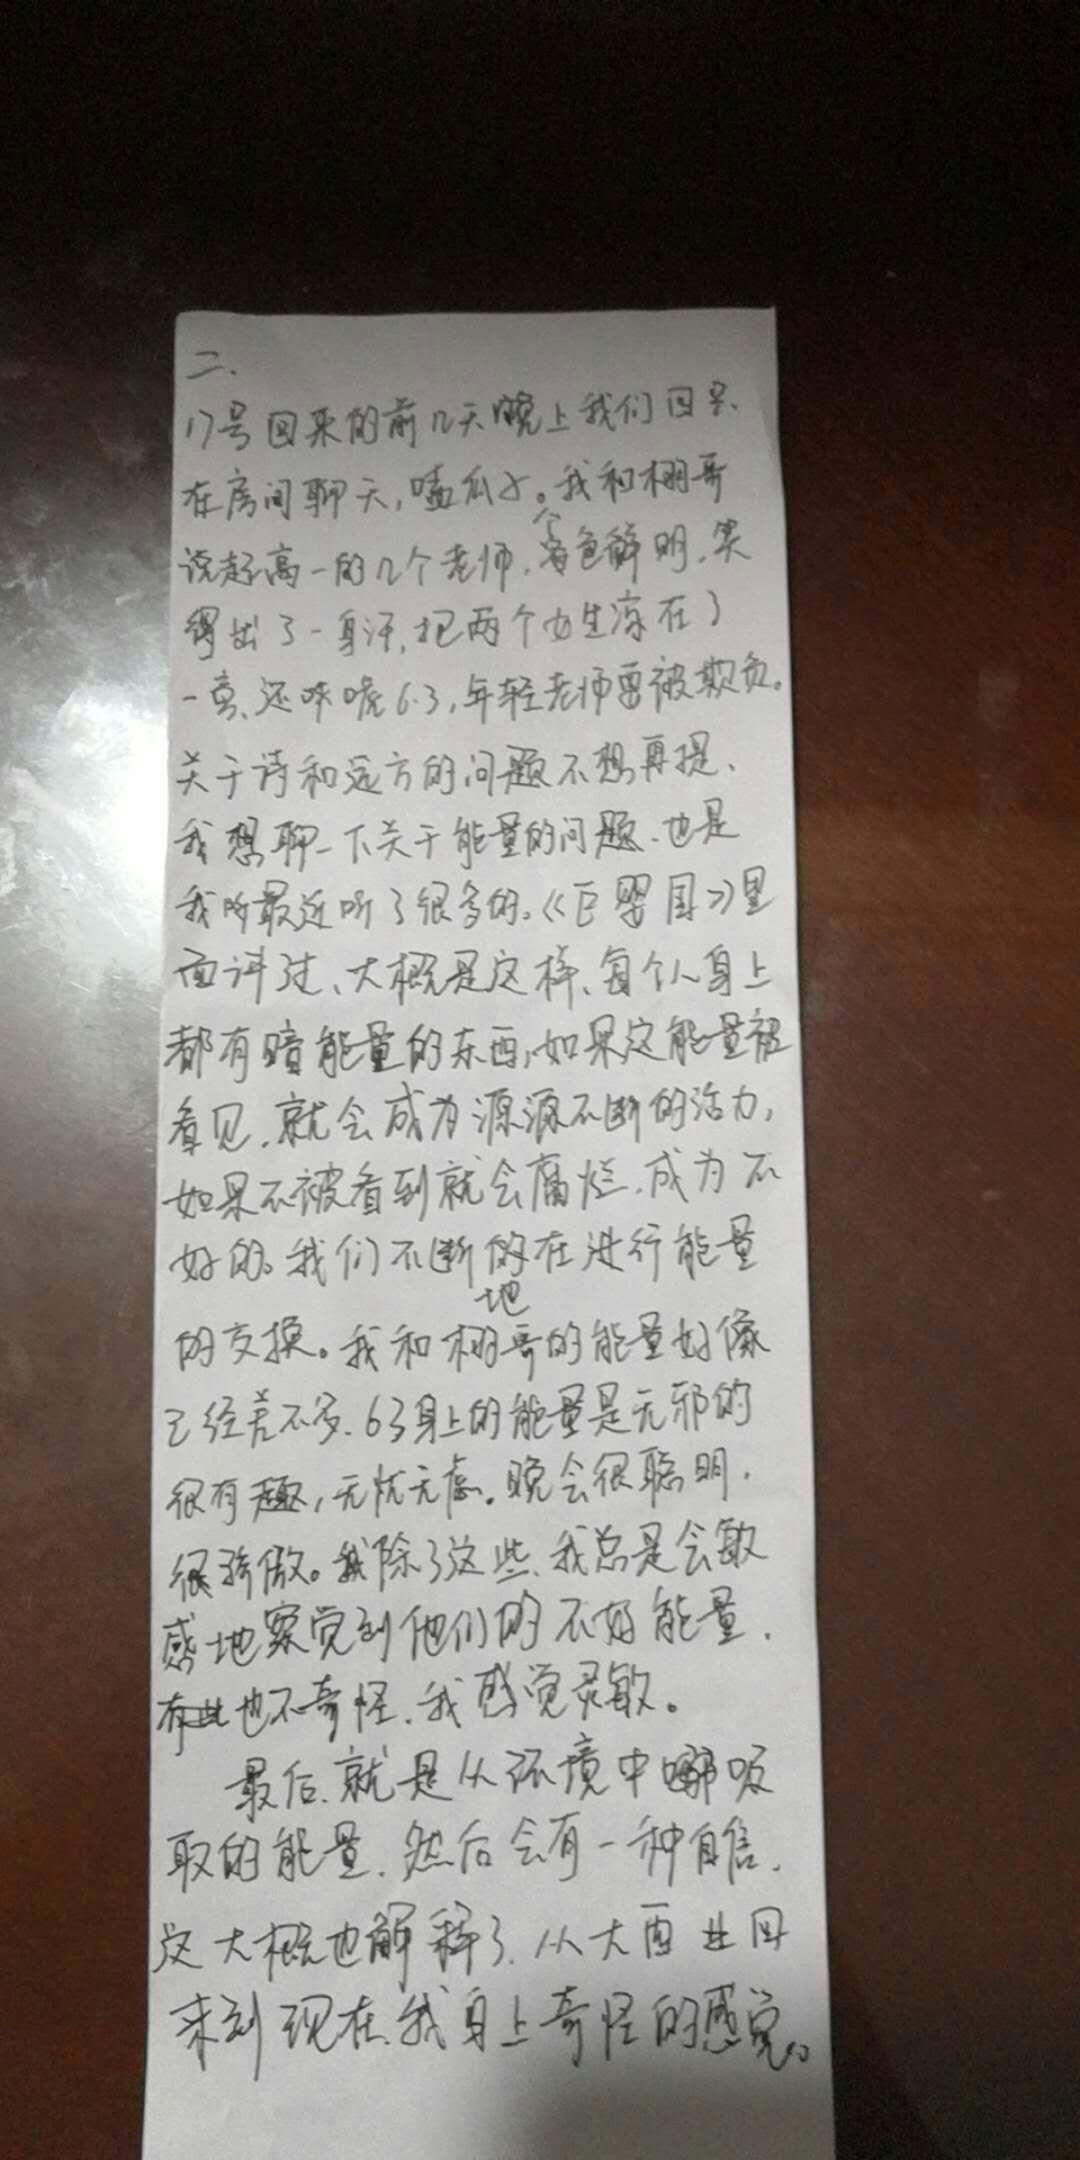 二、
17号回来的前几天晚上我们四只
在房间聊天,嗑瓜子。我和栅哥
说起高一的几个老师,个个角色鲜明,笑
得出了一身汗,把两个女生凉在了
一旁、还咪唬63,年轻老师要被欺负。
关于诗和远方的问题不想再提、
我想聊一下关于能量的问题、也是
我听最近听了很多的。《巨婴国》里
面讲过、大概是这样、每个人身上
都有暗能量的东西,如果这能量被
看见,就会成为源源不断的活力,
如果不被看到就会腐烂,成为不
好的。我们不断的地在进行能量
的交换。我和栅哥的能量好像
已经差不多、63身上的能量是无邪的
很有趣,无忧无虑。晚会很聪明,
很骄傲。我除了这些、我总是会敏
感地察觉到他们的不好能量,
有些也不奇怪、我感觉灵敏。
最后、就是从环境中吸
取的能量、然后会有一种自信,
这大概也解释了、从大西北回
来到现在,我身上奇怪的感觉。